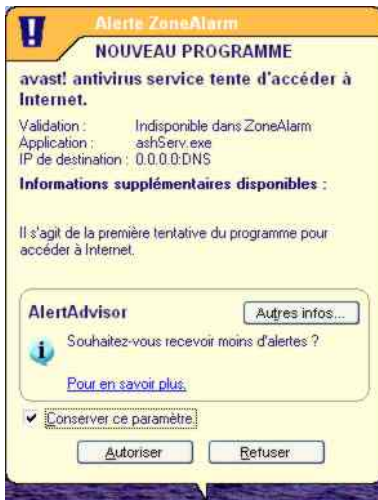 Alerte ZoneAlarm
NOUVEAU PROGRAMME
avast! antivirus service tente d'accéder à
Internet.
Validation : Indisponible dans ZoneAlarm
Application : ashServ.exe
IP de destination : 0.0.0.0:DNS
Informations supplémentaires disponibles :
Il s'agit de la première tentative du programme pour
accéder à Internet.
AlertAdvisor
Autres infos...
Souhaitez-vous recevoir moins d'alertes ?
Pour en savoir plus.
Conserver ce paramètre.
Autoriser
Refuser